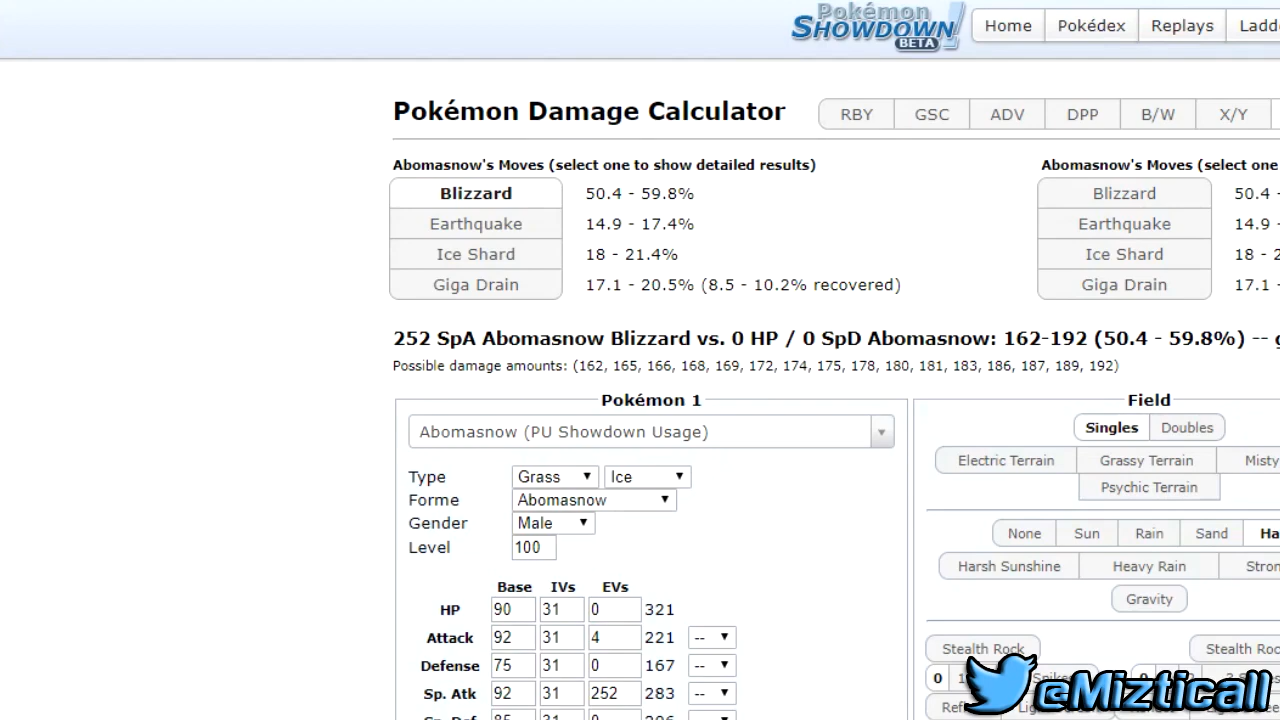 Pokémon
SHOWDOWN
BETA
Home Pokédex Replays
Pokémon Damage Calculator RBY GSC ADV DPP B/W X/Y
Abomasnow's Moves (select one to show detailed results) Abomasnow's Moves (select one
Blizzard 50.4 - 59.8% Blizzard 50.4
Earthquake 14.9 - 17.4% Earthquake 14.9 -
Ice Shard 18 - 21.4% Ice Shard 18 -
Giga Drain 17.1 - 20.5% (8.5 - 10.2% recovered) Giga Drain 17.1 -
252 SpA Abomasnow Blizzard vs. 0 HP / 0 SpD Abomasnow: 162-192 (50.4 - 59.8%) --
Possible damage amounts: (162, 165, 166, 168, 169, 172, 174, 175, 178, 180, 181, 183, 186, 187, 189, 192)
Pokémon 1 Field
Abomasnow (PU Showdown Usage) Singles Doubles
Electric Terrain Grassy Terrain Misty
Type Grass Ice Psychic Terrain
Forme Abomasnow
Gender Male None Sun Rain Sand
Level 100 Harsh Sunshine Heavy Rain
Base IVs EVs Gravity
HP 90 31 0 321
Attack 92 31 4 221 -- Stealth Rock
Defense 75 31 0 167 -- 0
Sp. Atk 92 31 252 283 --
@eMizticall